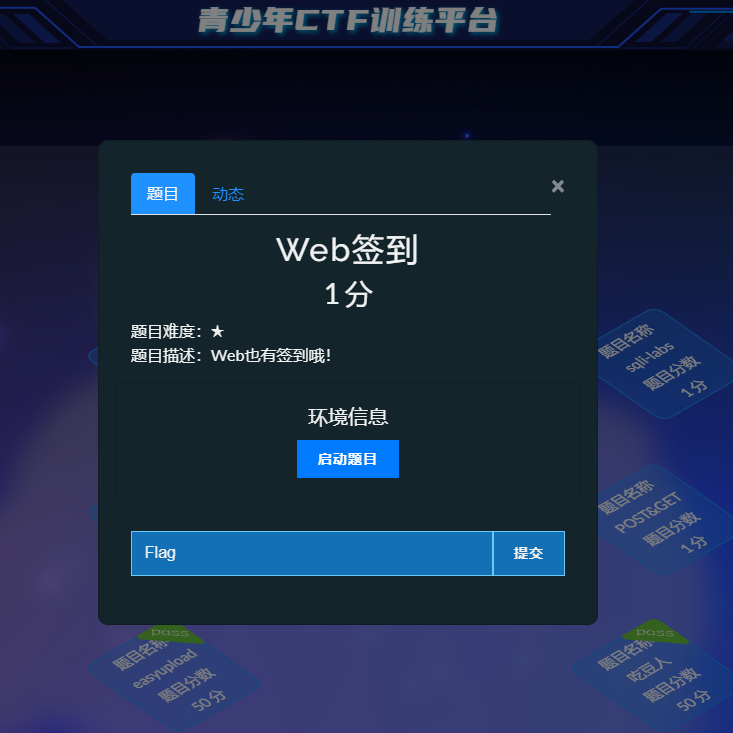 青少年CTF训练平台
题目
动态
×
Web签到
1分
题目难度：★
题目描述：Web也有签到哦！
环境信息
启动题目
Flag
提交
题目名称
sqli-labs
题目分数
1分
题目名称
POST&GET
题目分数
1分
pass
题目名称
easyupload
题目分数
50分
pass
题目名称
吃豆人
题目分数
50分